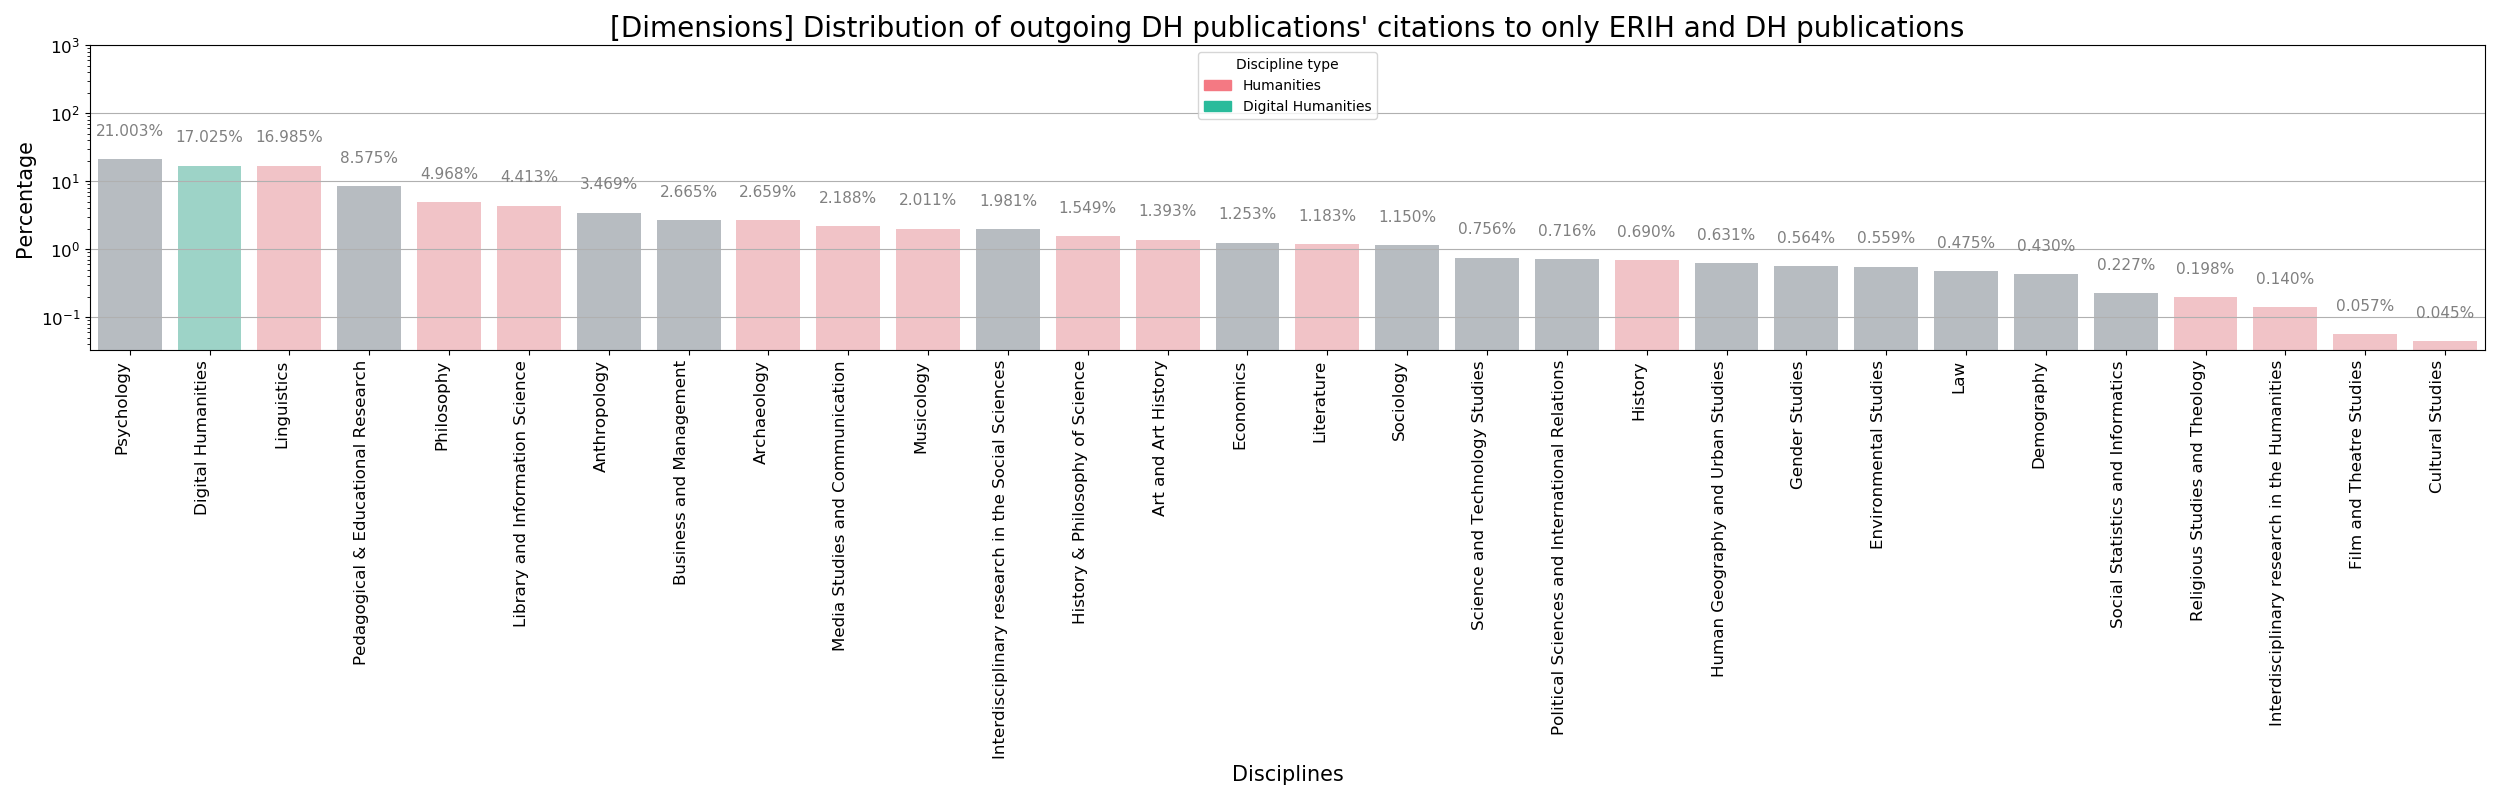 [Dimensions] Distribution of outgoing DH publications' citations to only ERIH and DH publications
Discipline type
Humanities
Digital Humanities
Percentage
10³
10²
10¹
10⁰
10⁻¹
21.003%
17.025%
16.985%
8.575%
4.968%
4.413%
3.469%
2.665%
2.659%
2.188%
2.011%
1.981%
1.549%
1.393%
1.253%
1.183%
1.150%
0.756%
0.716%
0.690%
0.631%
0.564%
0.559%
0.475%
0.430%
0.227%
0.198%
0.140%
0.057%
0.045%
Psychology
Digital Humanities
Linguistics
Pedagogical & Educational Research
Philosophy
Library and Information Science
Anthropology
Business and Management
Archaeology
Media Studies and Communication
Musicology
Interdisciplinary research in the Social Sciences
History & Philosophy of Science
Art and Art History
Economics
Literature
Sociology
Science and Technology Studies
Political Sciences and International Relations
History
Human Geography and Urban Studies
Gender Studies
Environmental Studies
Law
Demography
Social Statistics and Informatics
Religious Studies and Theology
Interdisciplinary research in the Humanities
Film and Theatre Studies
Cultural Studies
Disciplines